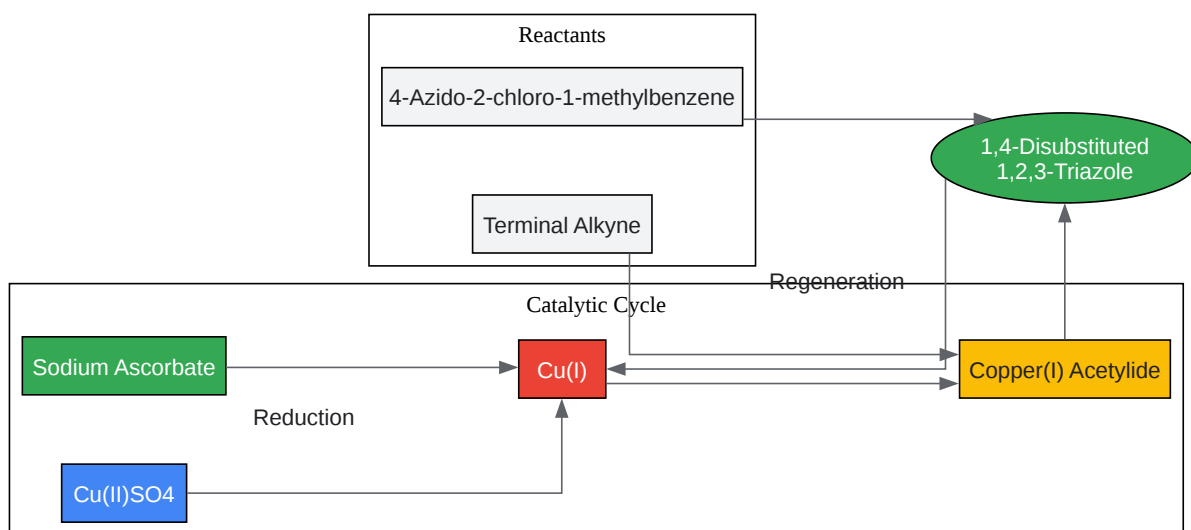 Reactants
4-Azido-2-chloro-1-methylbenzene
1,4-Disubstituted
1,2,3-Triazole
Terminal Alkyne
Regeneration
Catalytic Cycle
Sodium Ascorbate
Cu(I)
Copper(I) Acetylide
Reduction
Cu(II)SO4